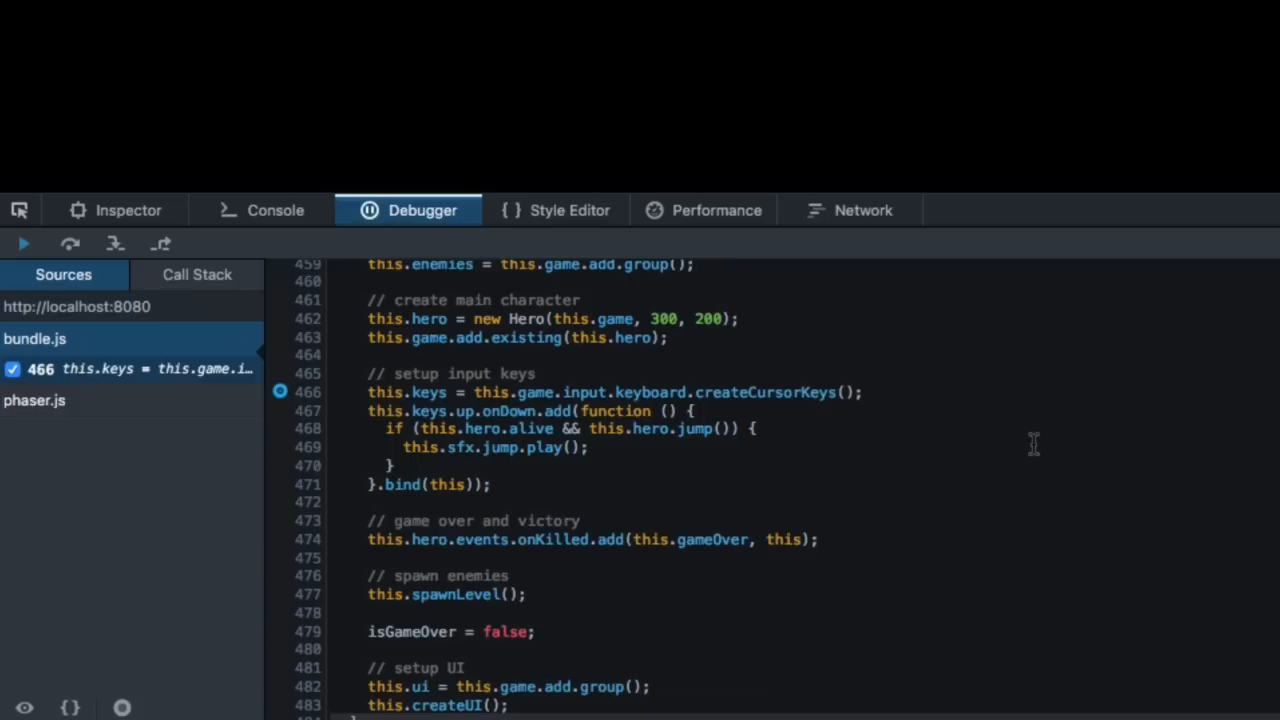 Inspector Console Debugger { } Style Editor Performance Network
Sources Call Stack
http://localhost:8080
bundle.js
466 this.keys = this.game.i…
phaser.js
459 this.enemies = this.game.add.group();
460
461 // create main character
462 this.hero = new Hero(this.game, 300, 200);
463 this.game.add.existing(this.hero);
464
465 // setup input keys
466 this.keys = this.game.input.keyboard.createCursorKeys();
467 this.keys.up.onDown.add(function () {
468 if (this.hero.alive && this.hero.jump()) {
469 this.sfx.jump.play();
470 }
471 }.bind(this));
472
473 // game over and victory
474 this.hero.events.onKilled.add(this.gameOver, this);
475
476 // spawn enemies
477 this.spawnLevel();
478
479 isGameOver = false;
480
481 // setup UI
482 this.ui = this.game.add.group();
483 this.createUI();
{ }